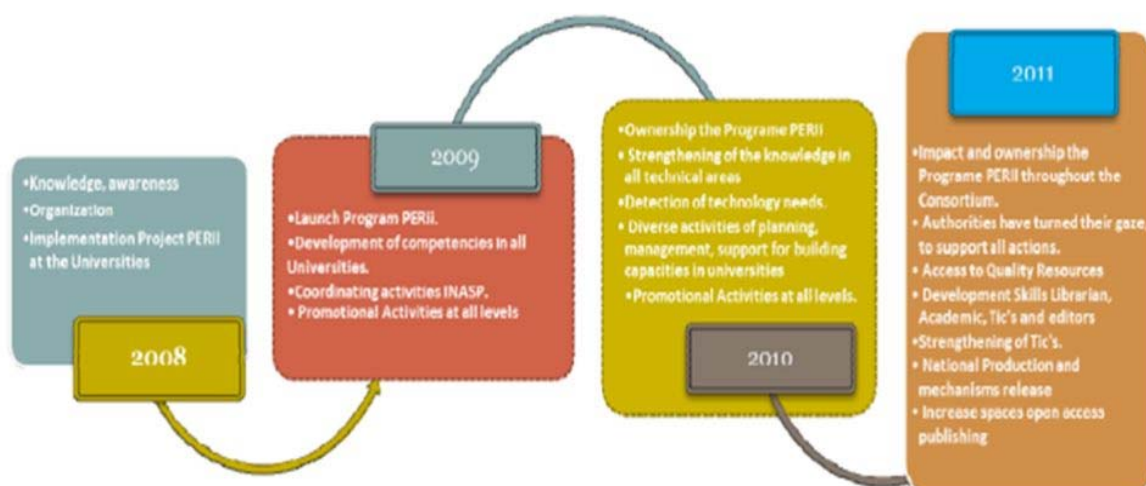 •Knowledge, awareness
•Organization
•Implementation Project PERII
at the Universities
2008
2009
•Launch Program PERii.
•Development of competencies in all
Universities.
•Coordinating activities INASP.
• Promotional Activities at all levels
•Ownership the Programe PERII
• Strengthening of the knowledge in
all technical areas
•Detection of technology needs.
• Diverse activities of planning,
management, support for building
capacities in universities
•Promotional Activities at all levels.
2010
2011
•Impact and ownership the
Programe PERII throughout the
Consortium.
• Authorities have turned their gaze
to support all actions.
•Access to Quality Resources
• Development Skills Librarian,
Academic, Tic's and editors
•Strengthening of Tic's.
• National Production and
mechanisms release
• Increase spaces open access
publishing